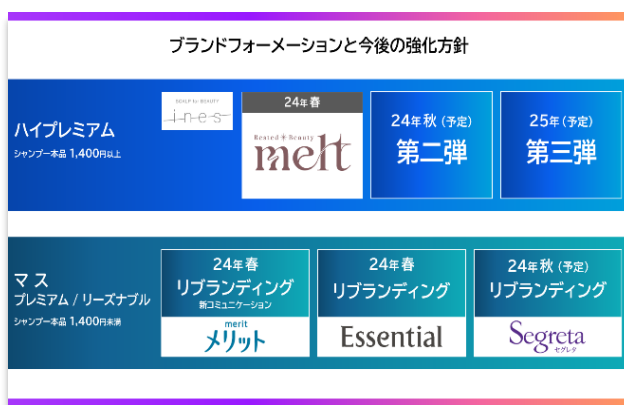 ブランドフォーメーションと今後の強化方針
ハイプレミアム
シャンプー本品 1,400円以上
ines
24年春
Rested Beauty
melt
24年秋(予定)
第二弾
25年(予定)
第三弾
マス
プレミアム / リーズナブル
シャンプー本品 1,400円未満
24年春
リブランディング
新コミュニケーション
merit
メリット
24年春
リブランディング
Essential
24年秋(予定)
リブランディング
Segreta
セグレタ